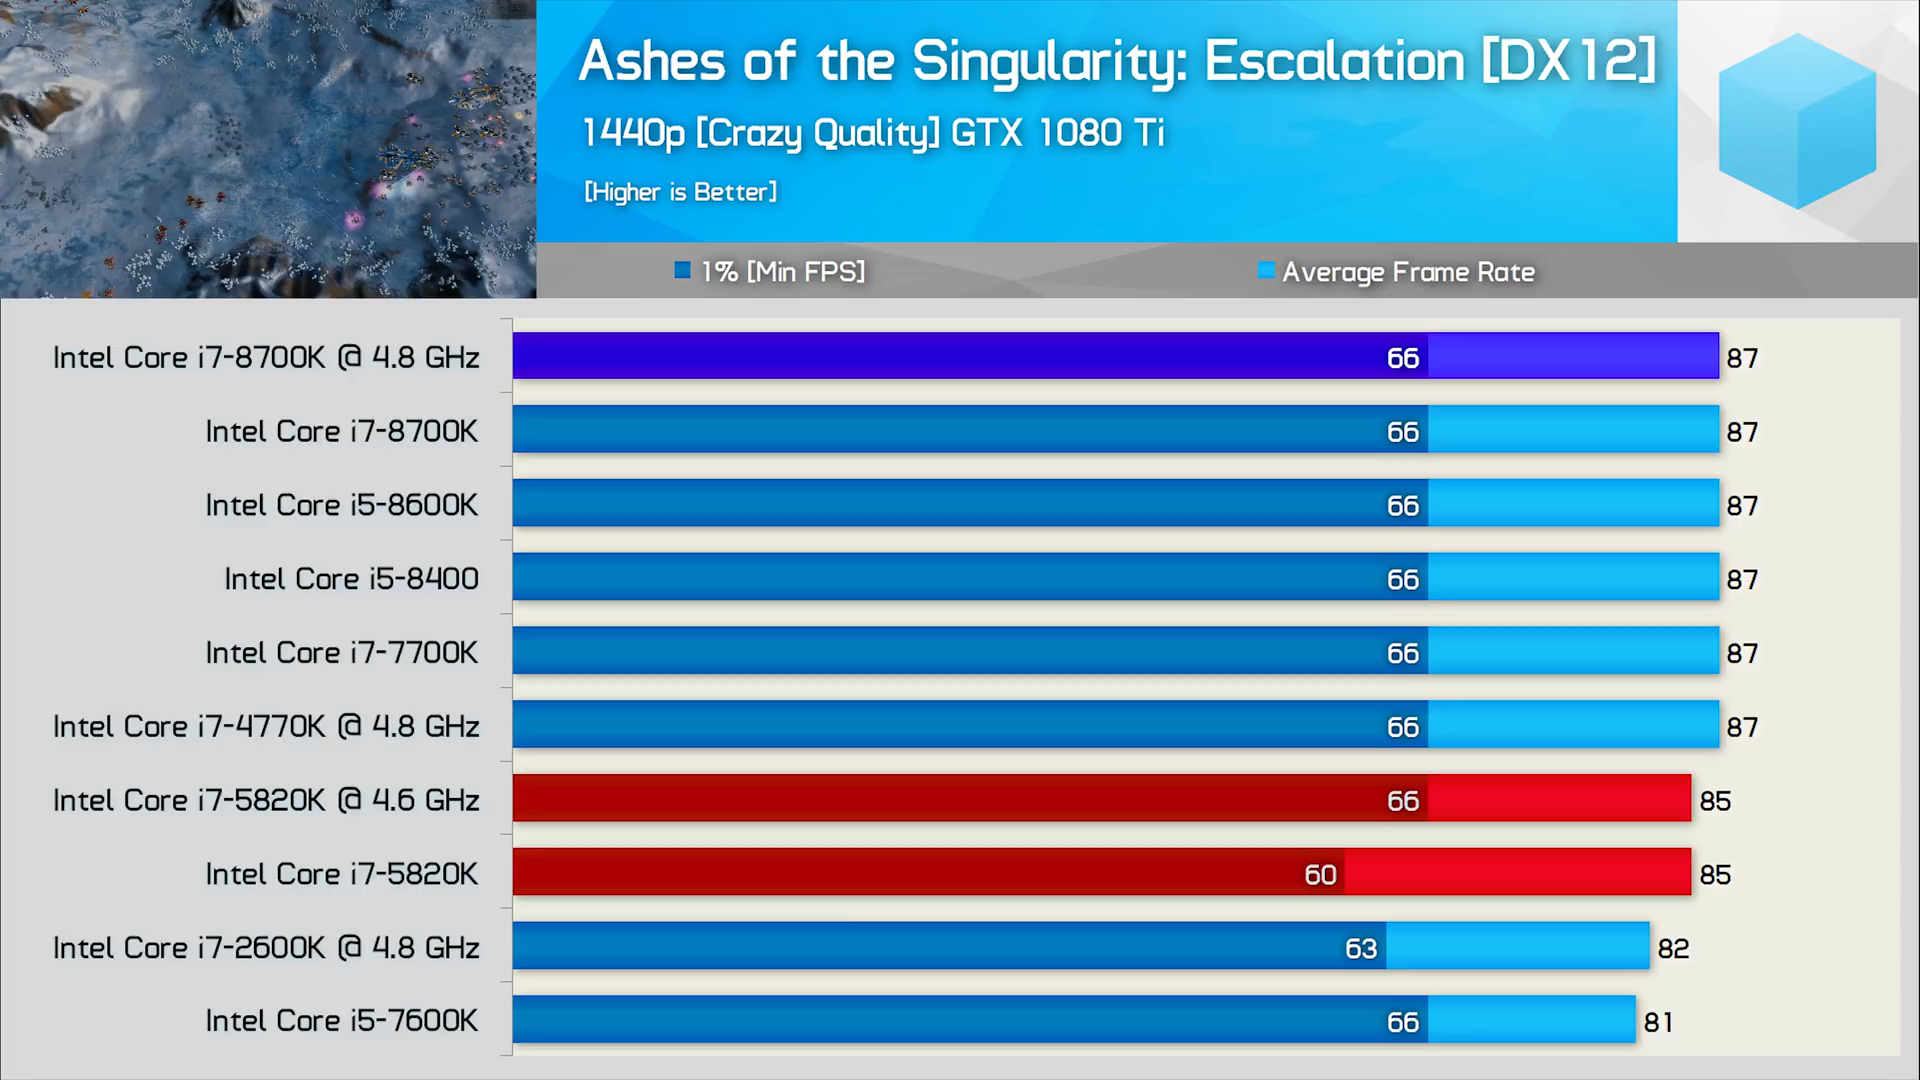 Ashes of the Singularity: Escalation [DX12]
1440p [Crazy Quality] GTX 1080 Ti
[Higher is Better]
1% [Min FPS] Average Frame Rate
Intel Core i7-8700K @ 4.8 GHz 66 87
Intel Core i7-8700K 66 87
Intel Core i5-8600K 66 87
Intel Core i5-8400 66 87
Intel Core i7-7700K 66 87
Intel Core i7-4770K @ 4.8 GHz 66 87
Intel Core i7-5820K @ 4.6 GHz 66 85
Intel Core i7-5820K 60 85
Intel Core i7-2600K @ 4.8 GHz 63 82
Intel Core i5-7600K 66 81